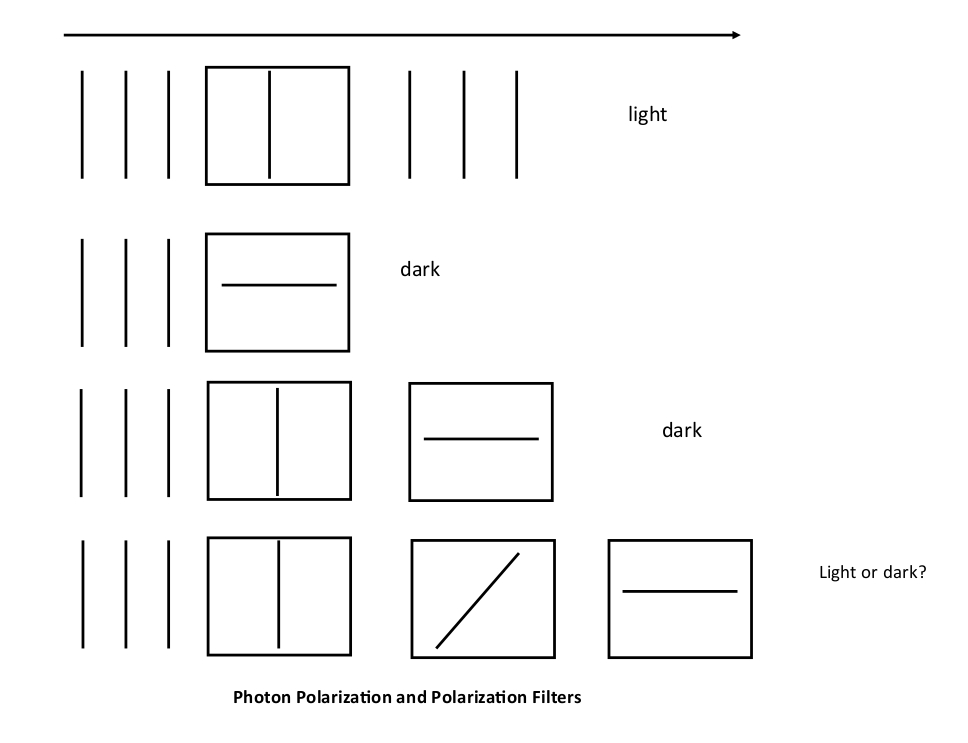 light
dark
dark
Light or dark?
Photon Polarization and Polarization Filters